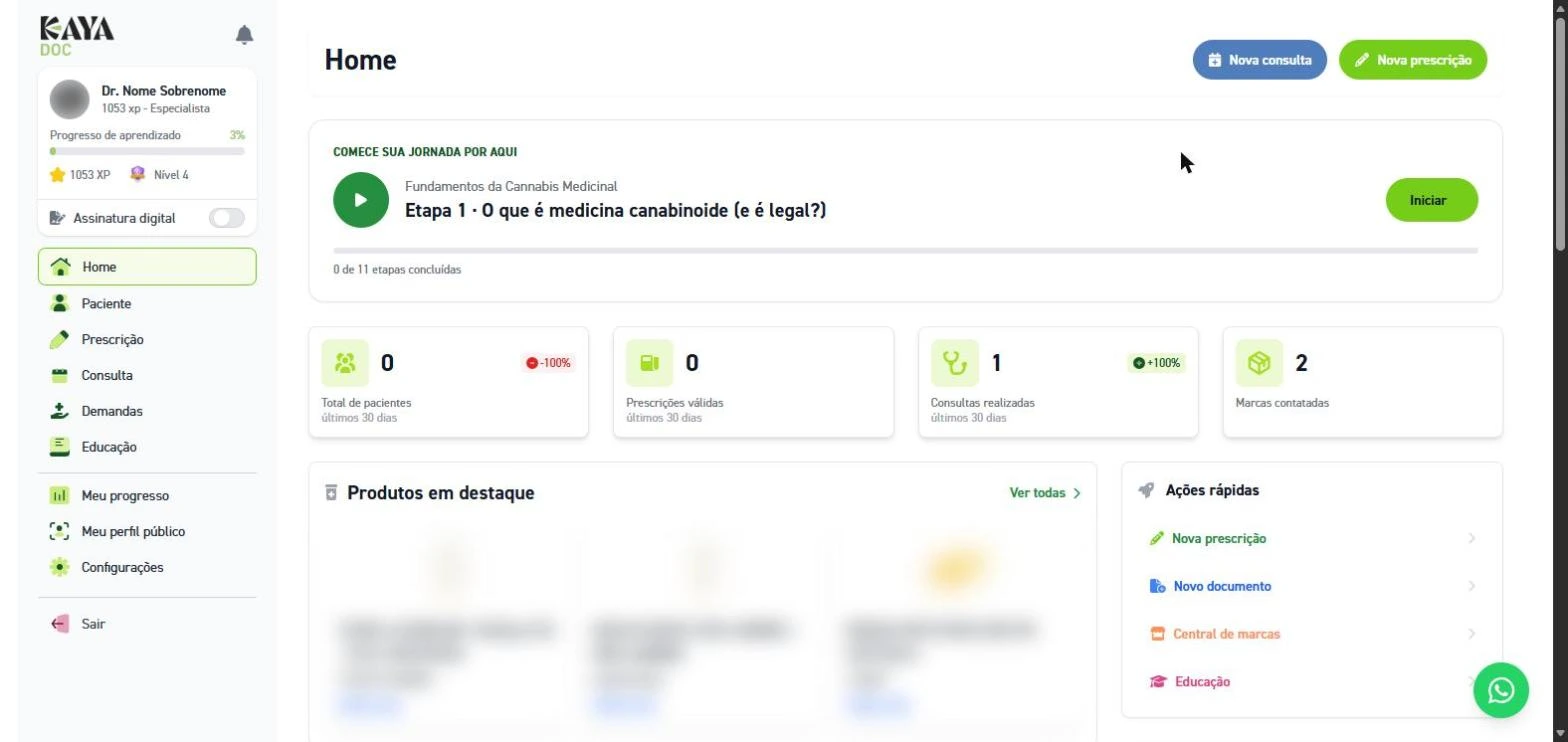 KAYA
DOC
Dr. Nome Sobrenome
1053 xp - Especialista
Progresso de aprendizado 3%
1053 XP Nível 4
Assinatura digital
Home
Paciente
Prescrição
Consulta
Demandas
Educação
Meu progresso
Meu perfil público
Configurações
Sair
Home
Nova consulta
Nova prescrição
COMECE SUA JORNADA POR AQUI
Fundamentos da Cannabis Medicinal
Etapa 1 · O que é medicina canabinoide (e é legal?)
Iniciar
0 de 11 etapas concluídas
0 -100%
Total de pacientes
últimos 30 dias
0
Prescrições válidas
últimos 30 dias
1 +100%
Consultas realizadas
últimos 30 dias
2
Marcas contatadas
Produtos em destaque
Ver todas
Ações rápidas
Nova prescrição
Novo documento
Central de marcas
Educação